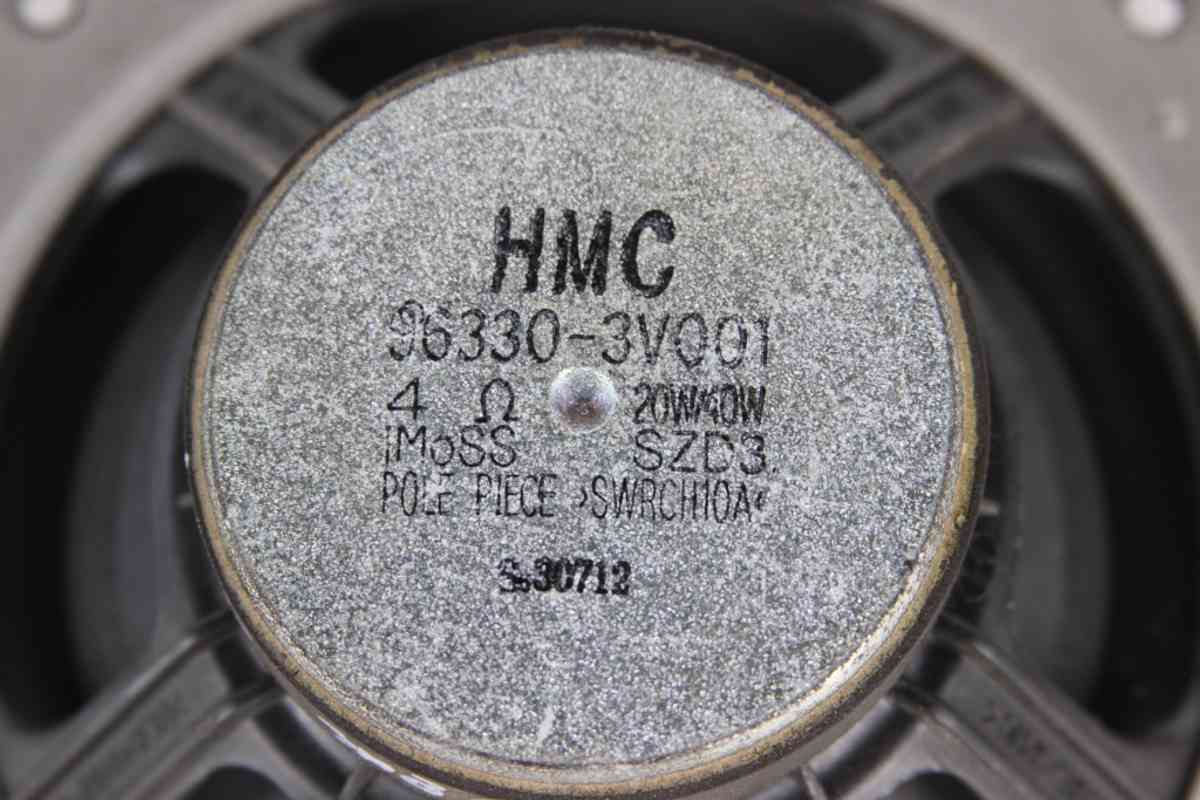 HMC
96330-3V001
4 Ω 20W/40W
IMoSS SZD3.
POLE PIECE >SWRCH10A<
30712